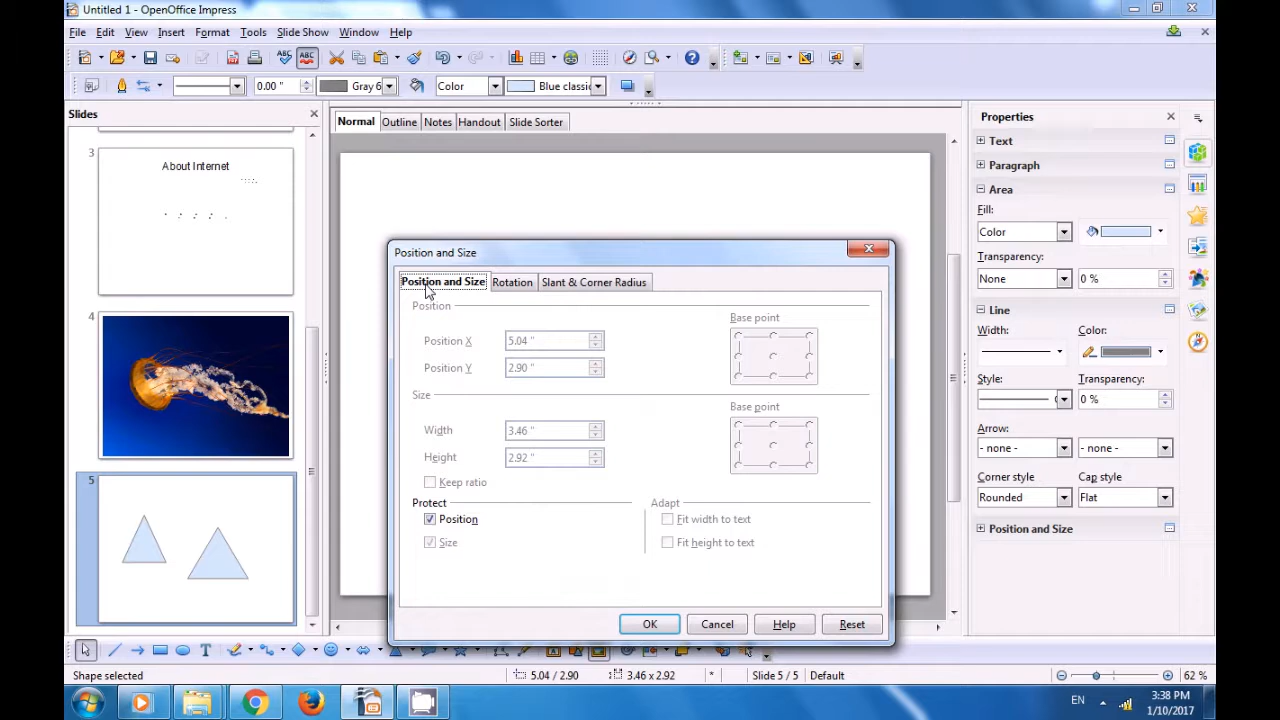 Untitled 1 - OpenOffice Impress
File Edit View Insert Format Tools Slide Show Window Help
ABC ABC
0.00 " Gray 6 Color Blue classic
Slides
Normal Outline Notes Handout Slide Sorter
Properties
Text
Paragraph
Area
Fill:
Color
Transparency:
None 0 %
Line
Width: Color:
Style: Transparency:
0 %
Arrow:
- none - - none -
Corner style Cap style
Rounded Flat
Position and Size
3
About Internet
4
5
Position and Size
Position and Size Rotation Slant & Corner Radius
Position
Base point
Position X 5.04 "
Position Y 2.90 "
Size
Base point
Width 3.46 "
Height 2.92 "
Keep ratio
Protect Adapt
Position Fit width to text
Size Fit height to text
OK Cancel Help Reset
Shape selected 5.04 / 2.90 3.46 x 2.92 * Slide 5 / 5 Default 62 %
EN 3:38 PM
1/10/2017